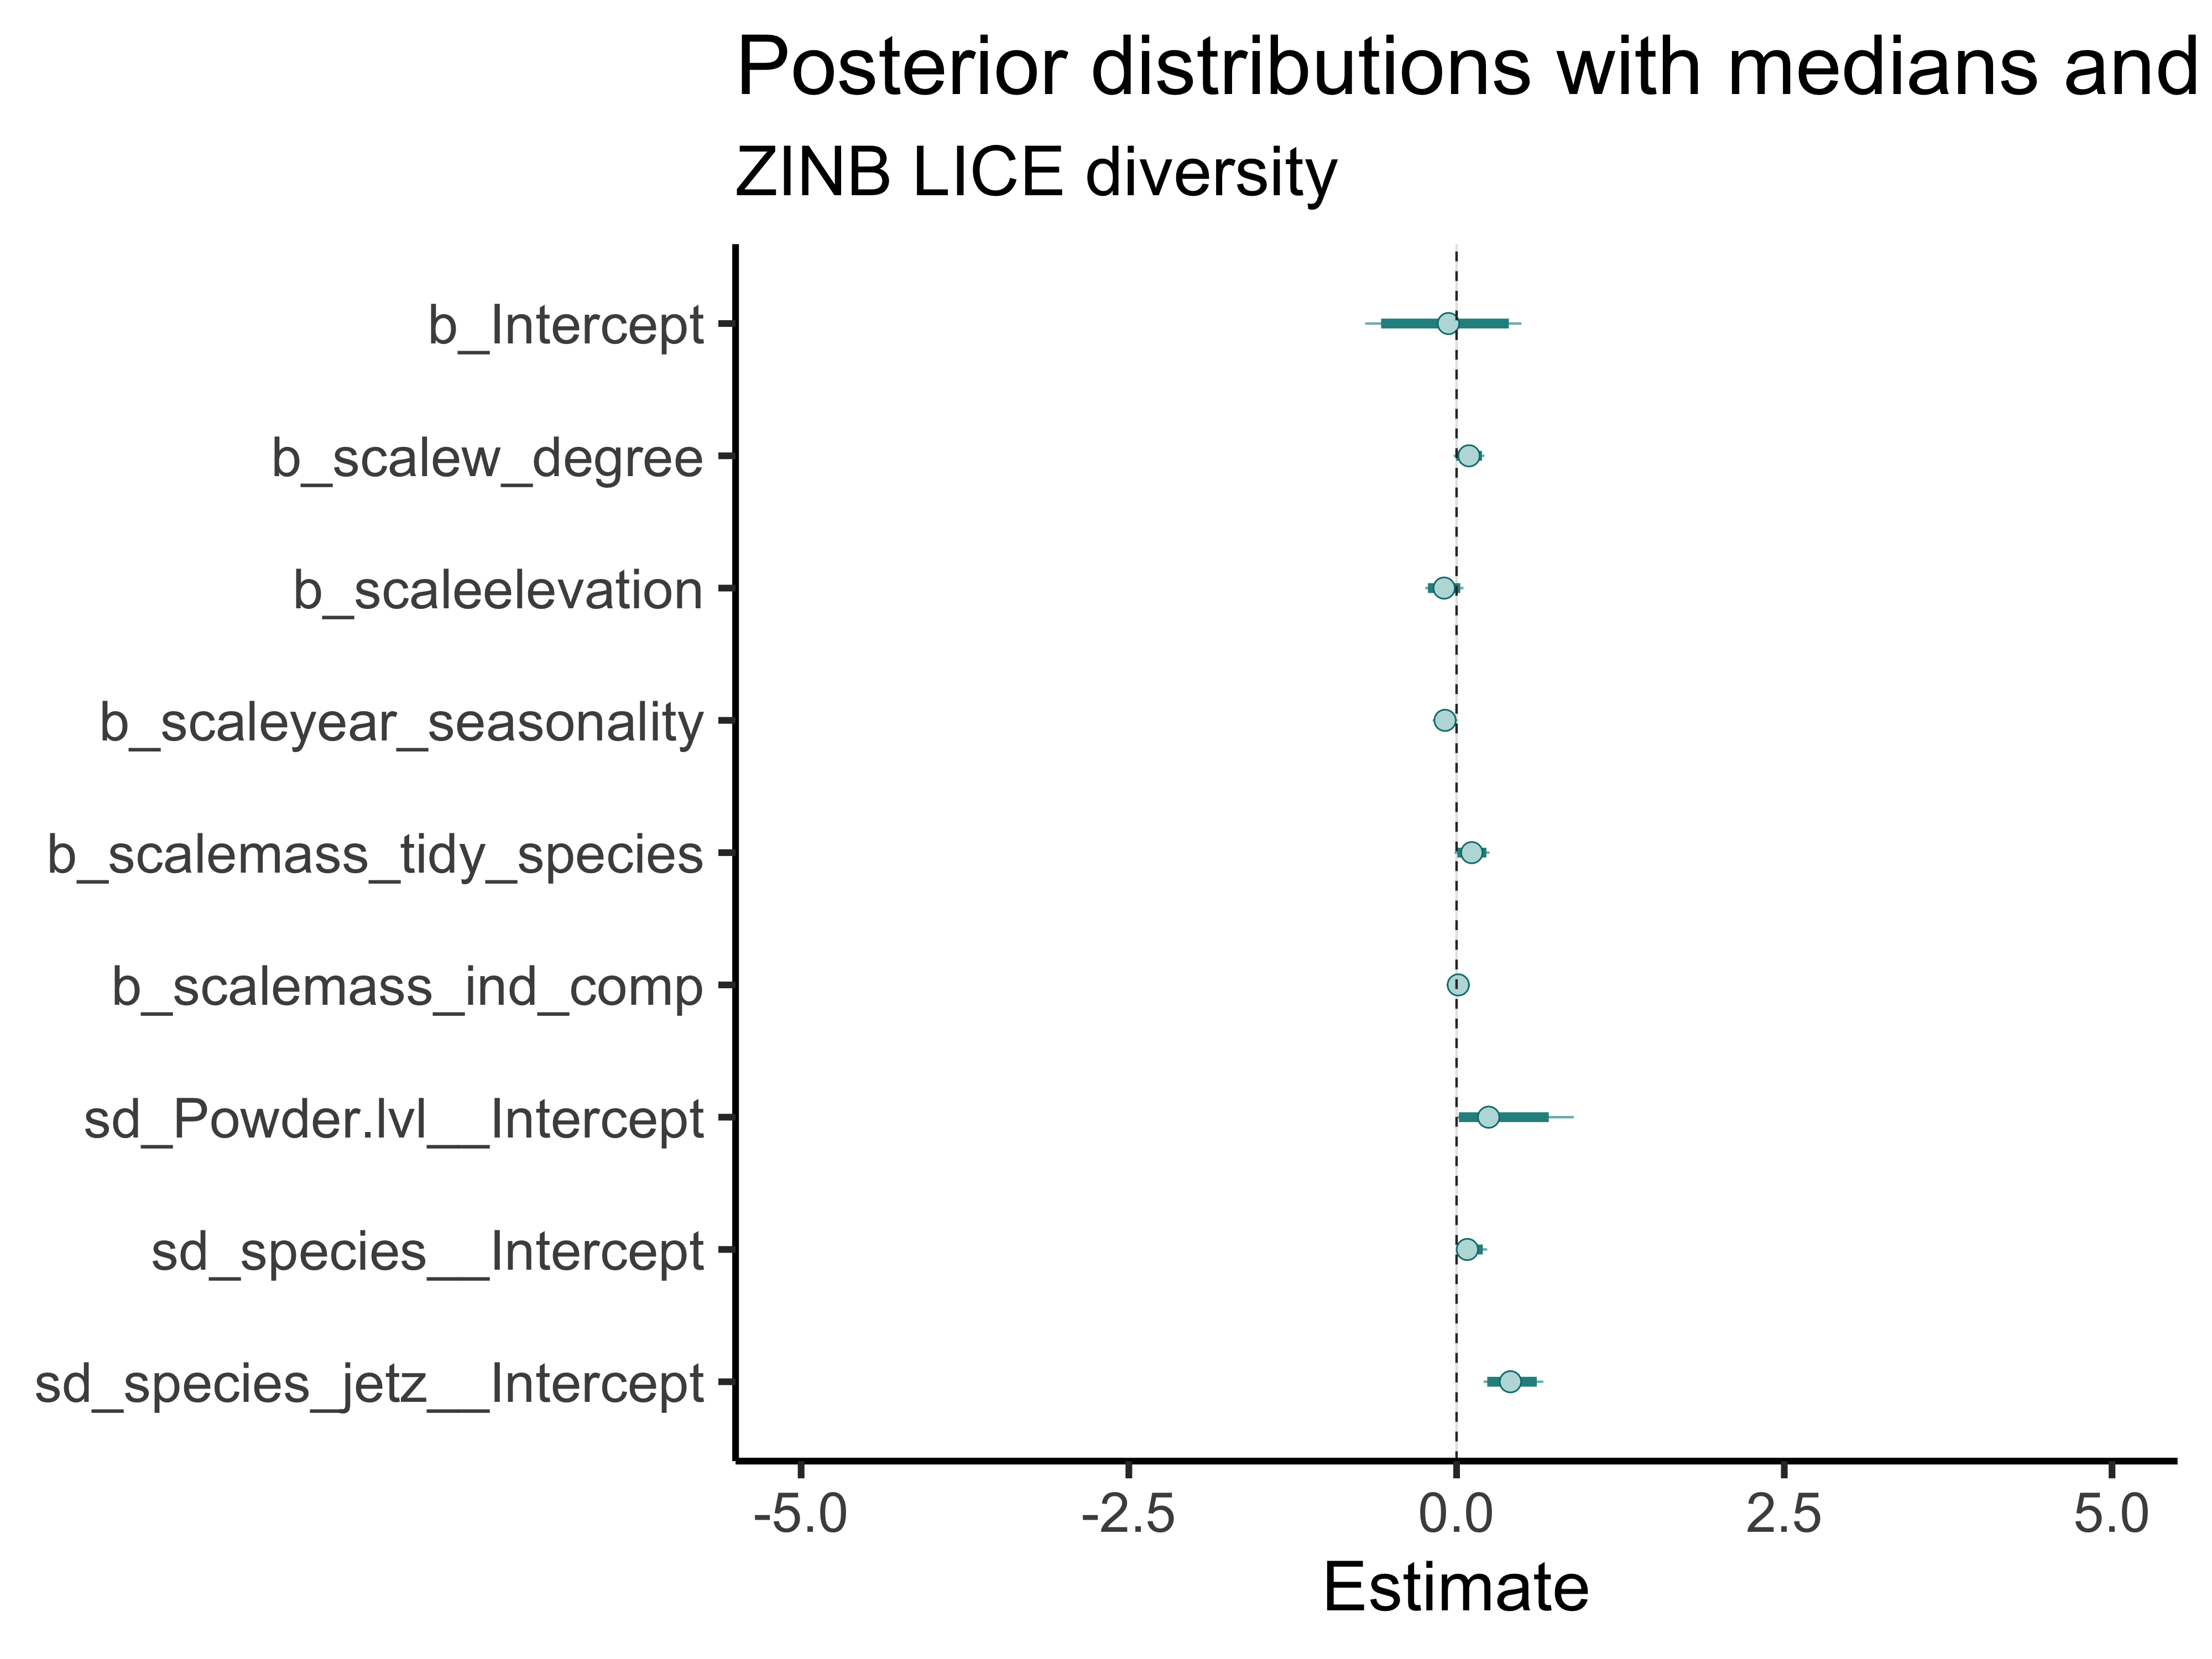 Posterior distributions with medians and
ZINB LICE diversity
b_Intercept
b_scalew_degree
b_scaleelevation
b_scaleyear_seasonality
b_scalemass_tidy_species
b_scalemass_ind_comp
sd_Powder.lvl__Intercept
sd_species__Intercept
sd_species_jetz__Intercept
-5.0 -2.5 0.0 2.5 5.0
Estimate